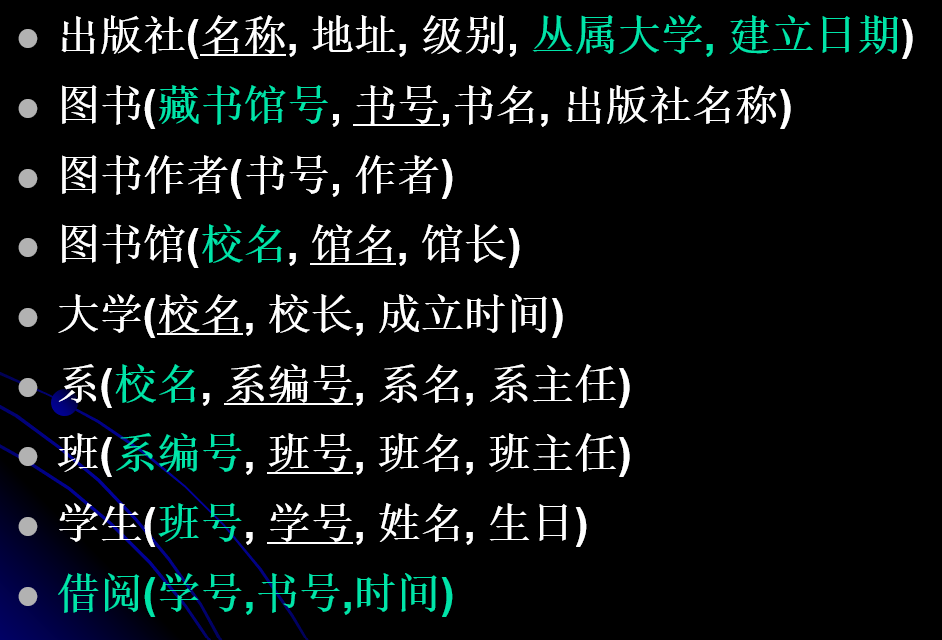 出版社(名称, 地址, 级别, 丛属大学, 建立日期)
图书(藏书馆号, 书号,书名, 出版社名称)
图书作者(书号, 作者)
图书馆(校名, 馆名, 馆长)
大学(校名, 校长, 成立时间)
系(校名, 系编号, 系名, 系主任)
班(系编号, 班号, 班名, 班主任)
学生(班号, 学号, 姓名, 生日)
借阅(学号,书号,时间)